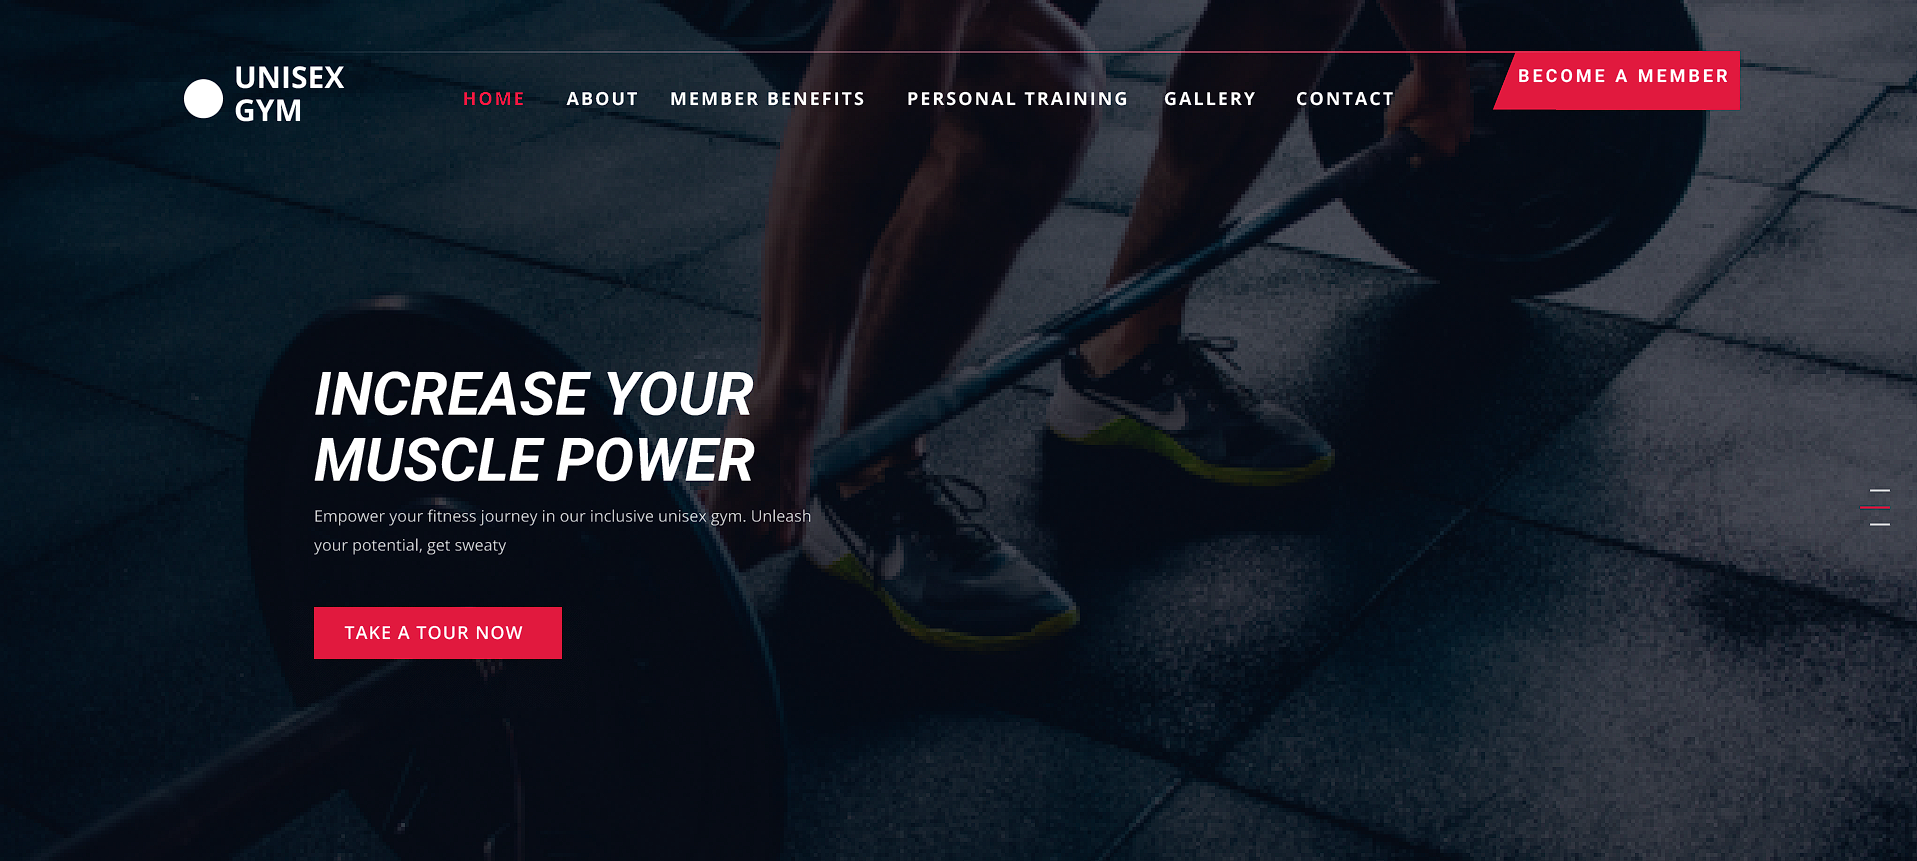 UNISEX
GYM
HOME ABOUT MEMBER BENEFITS PERSONAL TRAINING GALLERY CONTACT
BECOME A MEMBER
INCREASE YOUR
MUSCLE POWER
Empower your fitness journey in our inclusive unisex gym. Unleash
your potential, get sweaty
TAKE A TOUR NOW